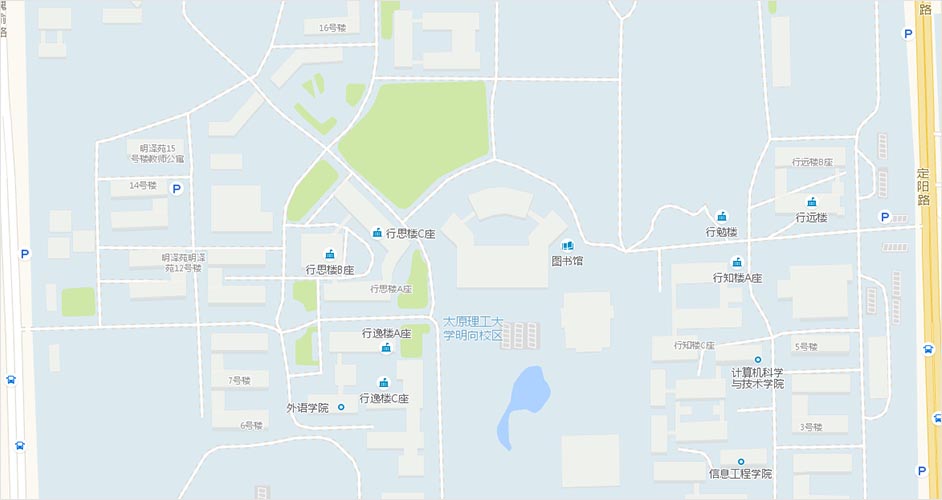 路
P
16号楼
明泽苑15
号楼教师公寓
14号楼
P
行远楼B座
行远楼
行勉楼
P
定阳路
行思楼C座
图书馆
P
行思楼B座
明泽苑明泽
苑12号楼
行思楼A座
行知楼A座
太原理工大
学明向校区
行逸楼A座
行知楼C座
5号楼
计算机科学
与技术学院
7号楼
行逸楼C座
外语学院
6号楼
3号楼
信息工程学院
P